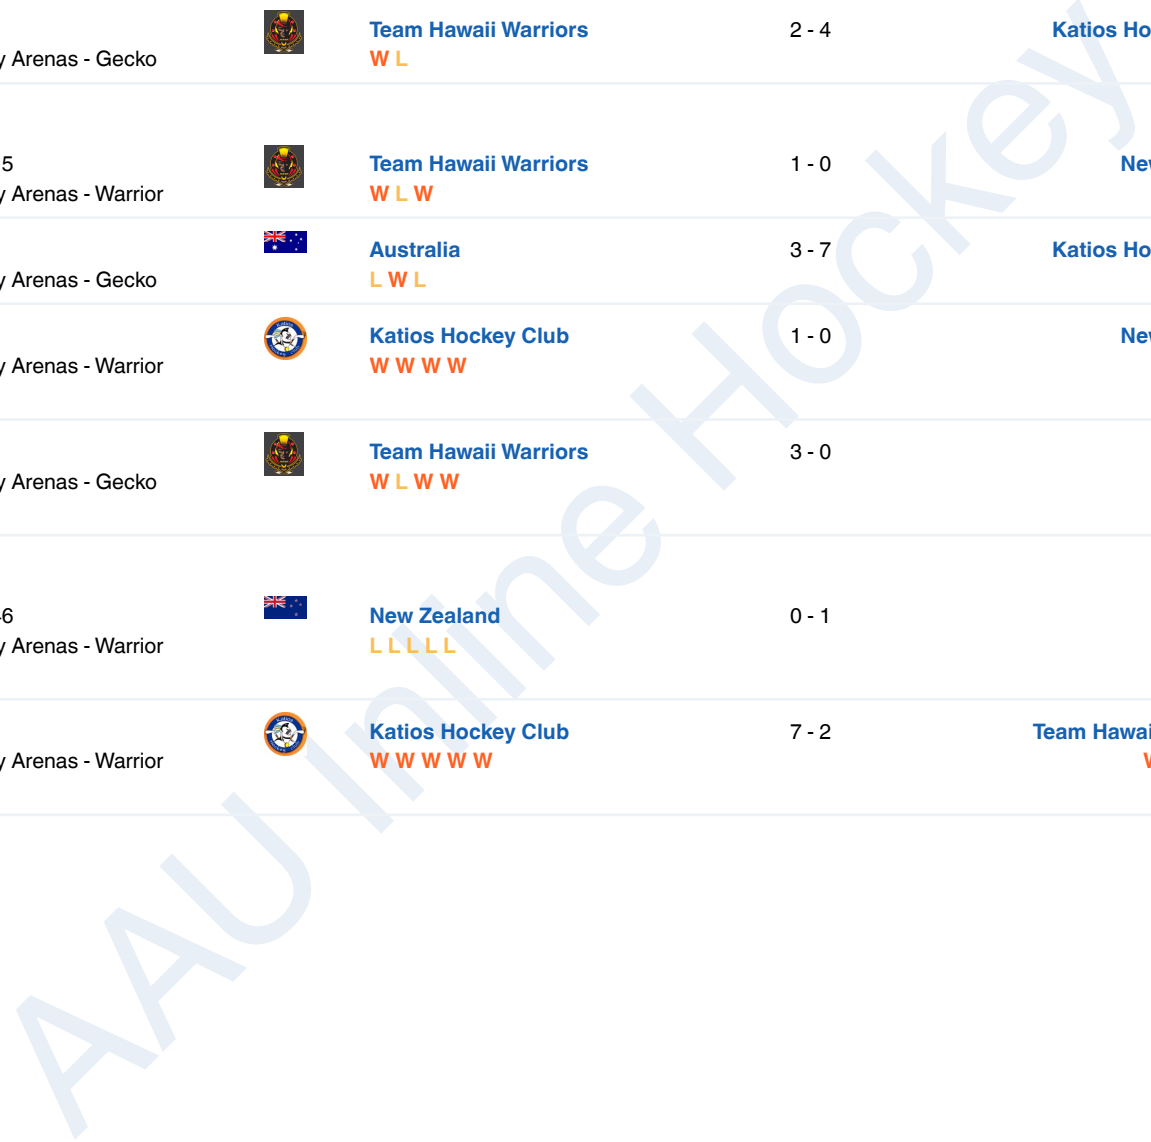 Team Hawaii Warriors 2 - 4 Katios Ho
y Arenas - Gecko W L
5 Team Hawaii Warriors 1 - 0 Nev
y Arenas - Warrior W L W
Australia 3 - 7 Katios Ho
y Arenas - Gecko L W L
Katios Hockey Club 1 - 0 Nev
y Arenas - Warrior W W W W
Team Hawaii Warriors 3 - 0
y Arenas - Gecko W L W W
6 New Zealand 0 - 1
y Arenas - Warrior L L L L L
Katios Hockey Club 7 - 2 Team Hawai
y Arenas - Warrior W W W W W W
AAU Inline Hockey